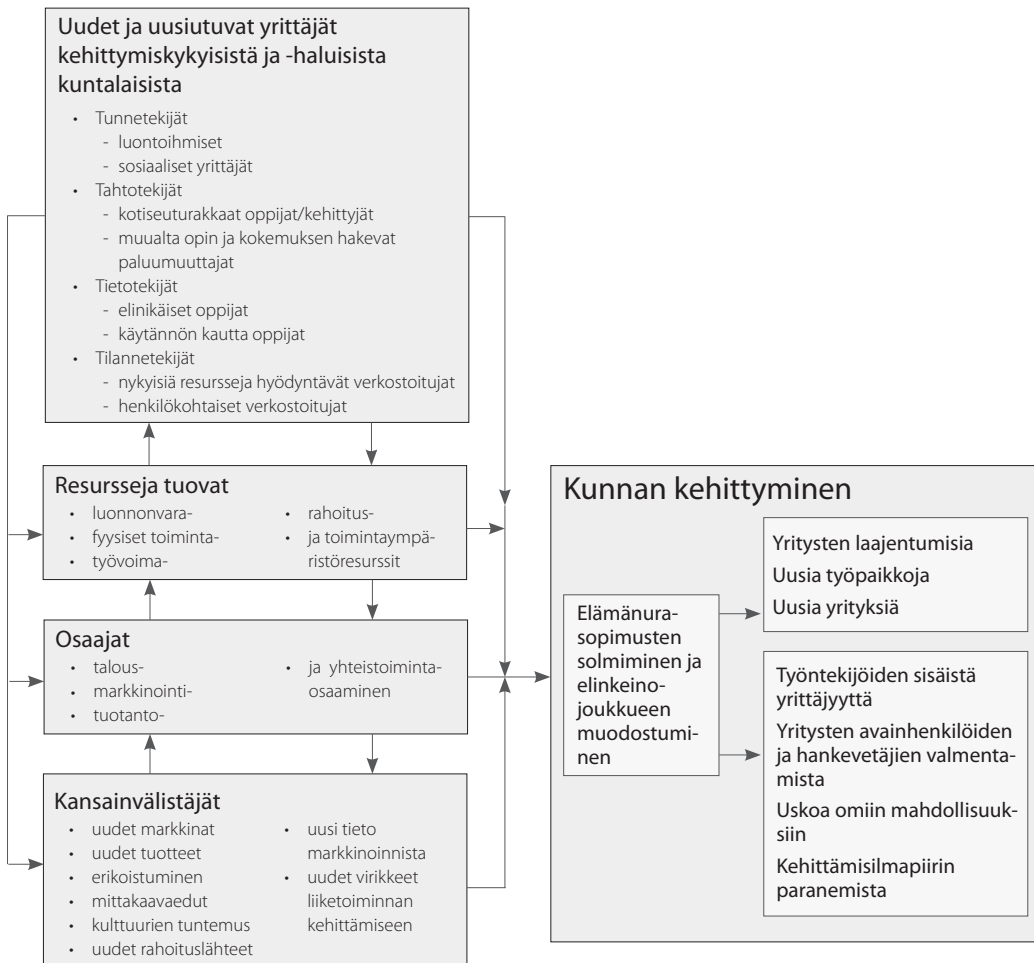 Uudet ja uusiutuvat yrittäjät
kehittymiskykyisistä ja -haluisista
kuntalaisista
• Tunnetekijät
- luontoihmiset
- sosiaaliset yrittäjät
• Tahtotekijät
- kotiseuturakkaat oppijat/kehittyjät
- muualta opin ja kokemuksen hakevat
paluumuuttajat
• Tietotekijät
- elinikäiset oppijat
- käytännön kautta oppijat
• Tilannetekijät
- nykyisiä resursseja hyödyntävät verkostoitujat
- henkilökohtaiset verkostoitujat
Resursseja tuovat
• luonnonvara-
• fyysiset toiminta-
• työvoima-
• rahoitus-
• ja toimintaympä-
ristöresurssit
Osaajat
• talous-
• markkinointi-
• tuotanto-
• ja yhteistoiminta-
osaaminen
Kansainvälistäjät
• uudet markkinat
• uudet tuotteet
• erikoistuminen
• mittakaavaedut
• kulttuurien tuntemus
• uudet rahoituslähteet
• uusi tieto
markkinoinnista
• uudet virikkeet
liiketoiminnan
kehittämiseen
Kunnan kehittyminen
Elämänura-
sopimusten
solmiminen ja
elinkeino-
joukkueen
muodostumi-
nen
Yritysten laajentumisia
Uusia työpaikkoja
Uusia yrityksiä
Työntekijöiden sisäistä
yrittäjyyttä
Yritysten avainhenkilöiden
ja hankevetäjien valmenta-
mista
Uskoa omiin mahdollisuuk-
siin
Kehittämisilmapiirin
paranemista